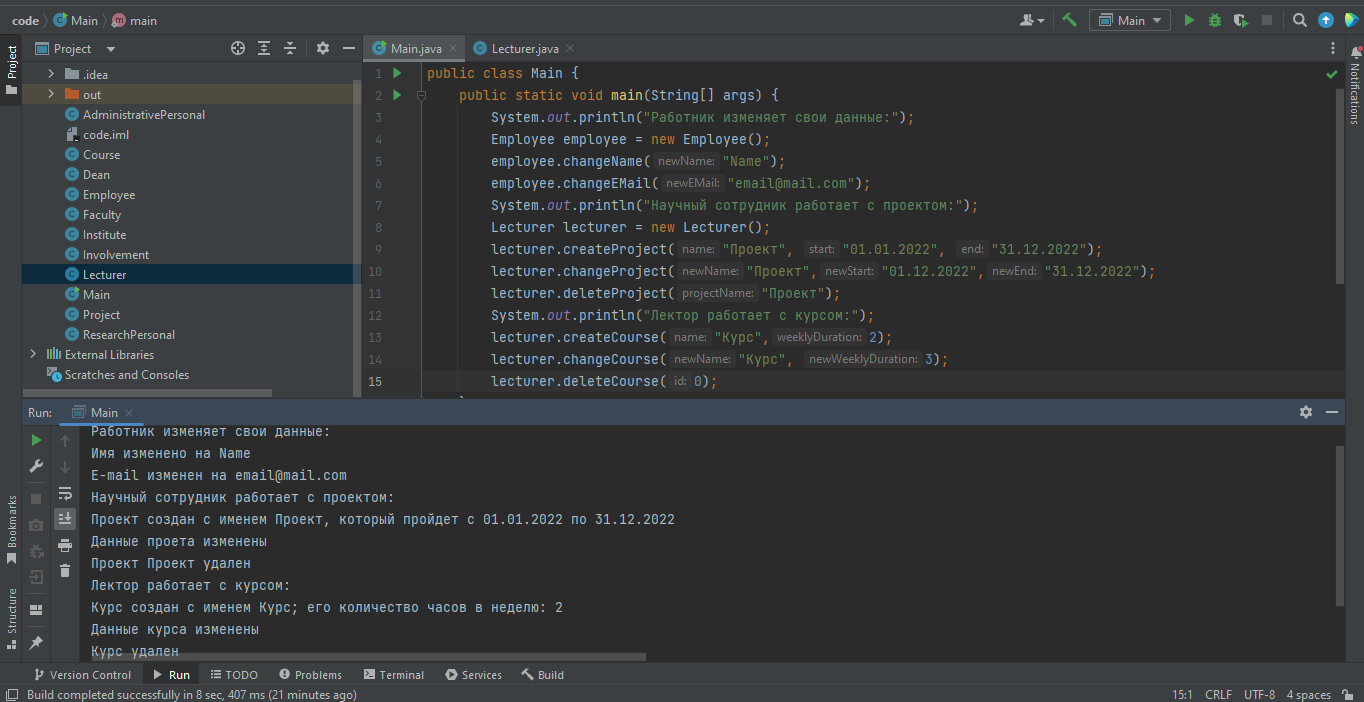 code Main main
Main
Project
Main.java Lecturer.java
Project
Notifications
.idea
out
AdministrativePersonal
code.iml
Course
Dean
Employee
Faculty
Institute
Involvement
Lecturer
Main
Project
ResearchPersonal
External Libraries
Scratches and Consoles
1 public class Main {
2 public static void main(String[] args) {
3 System.out.println("Работник изменяет свои данные:");
4 Employee employee = new Employee();
5 employee.changeName( newName: "Name");
6 employee.changeEMail( newEMail: "email@mail.com");
7 System.out.println("Научный сотрудник работает с проектом:");
8 Lecturer lecturer = new Lecturer();
9 lecturer.createProject( name: "Проект", start: "01.01.2022", end: "31.12.2022");
10 lecturer.changeProject( newName: "Проект", newStart: "01.12.2022", newEnd: "31.12.2022");
11 lecturer.deleteProject( projectName: "Проект");
12 System.out.println("Лектор работает с курсом:");
13 lecturer.createCourse( name: "Курс", weeklyDuration: 2);
14 lecturer.changeCourse( newName: "Курс", newWeeklyDuration: 3);
15 lecturer.deleteCourse( id: 0);
}
Run: Main
Работник изменяет свои данные:
Имя изменено на Name
E-mail изменен на email@mail.com
Научный сотрудник работает с проектом:
Проект создан с именем Проект, который пройдет с 01.01.2022 по 31.12.2022
Данные проета изменены
Проект Проект удален
Лектор работает с курсом:
Курс создан с именем Курс; его количество часов в неделю: 2
Данные курса изменены
Курс удален
Bookmarks
Structure
Version Control Run TODO Problems Terminal Services Build
Build completed successfully in 8 sec, 407 ms (21 minutes ago) 15:1 CRLF UTF-8 4 spaces